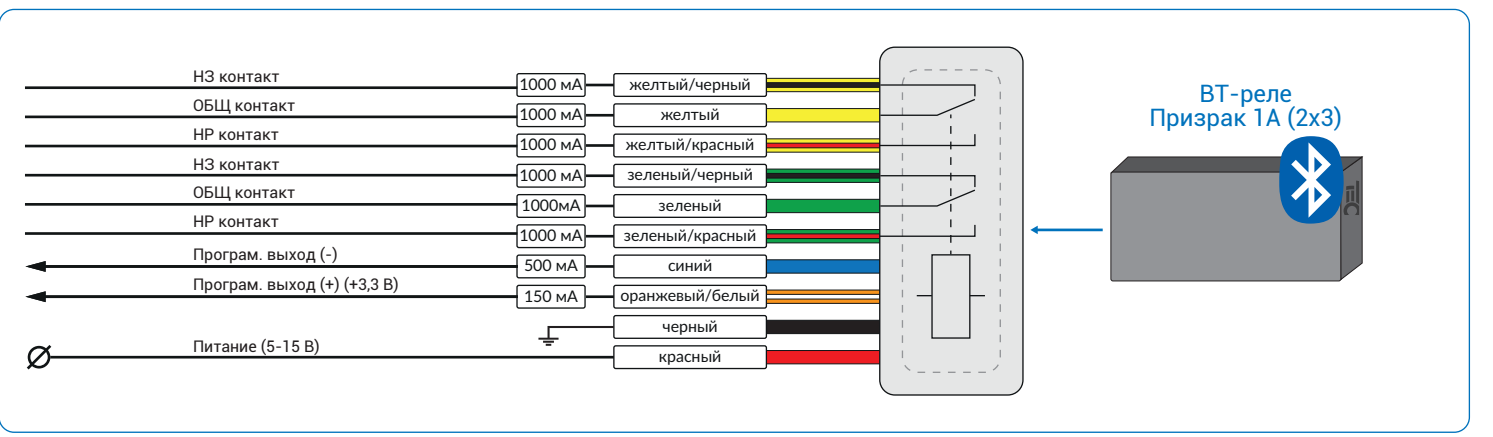 НЗ контакт 1000 мА желтый/черный
ОБЩ контакт 1000 мА желтый
НР контакт 1000 мА желтый/красный
НЗ контакт 1000 мА зеленый/черный
ОБЩ контакт 1000мА зеленый
НР контакт 1000 мА зеленый/красный
Програм. выход (-) 500 мА синий
Програм. выход (+) (+3,3 В) 150 мА оранжевый/белый
черный
Питание (5-15 В) красный
BT-реле
Призрак 1А (2х3)
TEC